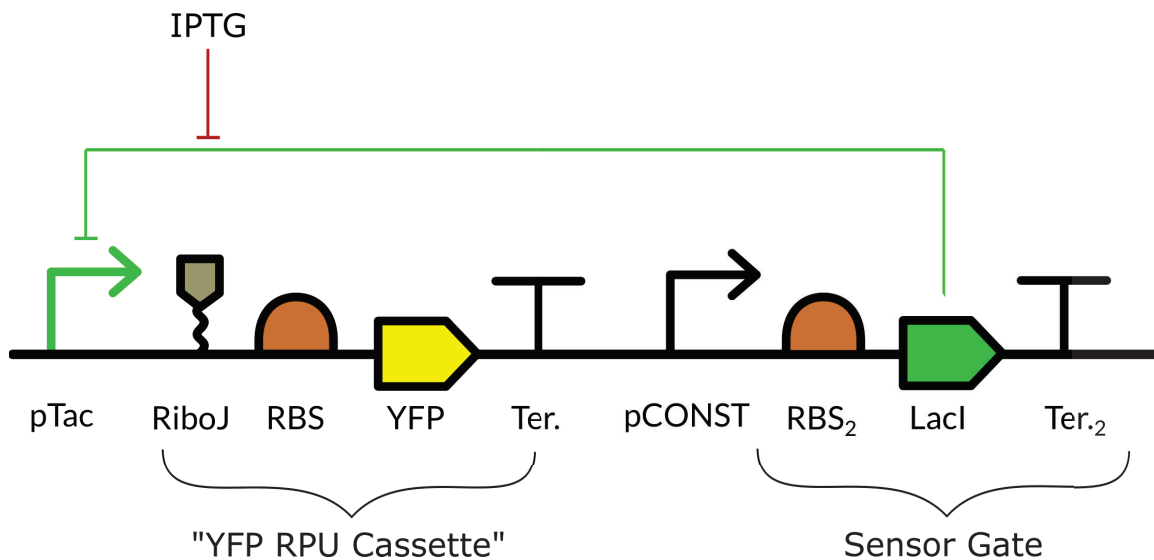 IPTG
pTac RiboJ RBS YFP Ter. pCONST RBS₂ LacI Ter.₂
"YFP RPU Cassette" Sensor Gate